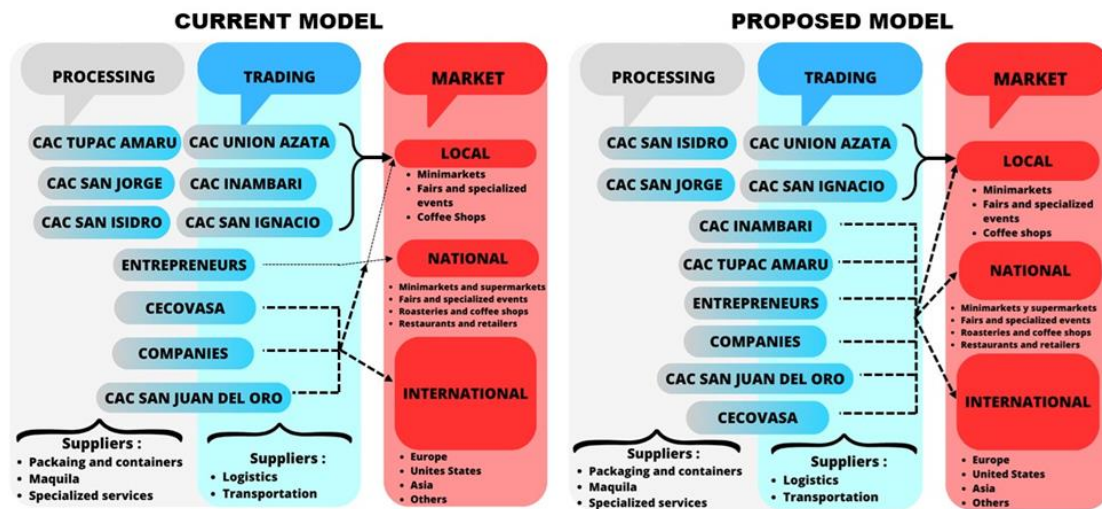 CURRENT MODEL
PROCESSING
TRADING
MARKET
CAC TUPAC AMARU
CAC UNION AZATA
CAC SAN JORGE
CAC INAMBARI
CAC SAN ISIDRO
CAC SAN IGNACIO
ENTREPRENEURS
CECOVASA
COMPANIES
CAC SAN JUAN DEL ORO
LOCAL
• Minimarkets
• Fairs and specialized
events
• Coffee Shops
NATIONAL
• Minimarkets and supermarkets
• Fairs and specialized events
• Roasteries and coffee shops
• Restaurants and retailers
INTERNATIONAL
• Europe
• Unites States
• Asia
• Others
Suppliers :
• Packaing and containers
• Maquila
• Specialized services
Suppliers :
• Logistics
• Transportation
PROPOSED MODEL
PROCESSING
TRADING
MARKET
CAC SAN ISIDRO
CAC UNION AZATA
CAC SAN JORGE
CAC SAN IGNACIO
CAC INAMBARI
CAC TUPAC AMARU
ENTREPRENEURS
COMPANIES
CAC SAN JUAN DEL ORO
CECOVASA
LOCAL
• Minimarkets
• Fairs and specialized
events
• Coffee shops
NATIONAL
• Minimarkets y supermarkets
• Fairs and specialized events
• Roasteries and coffee shops
• Restaurants and retailers
INTERNATIONAL
• Europe
• United States
• Asia
• Others
Suppliers :
• Packaging and containers
• Maquila
• Specialized services
Suppliers :
• Logistics
• Transportation